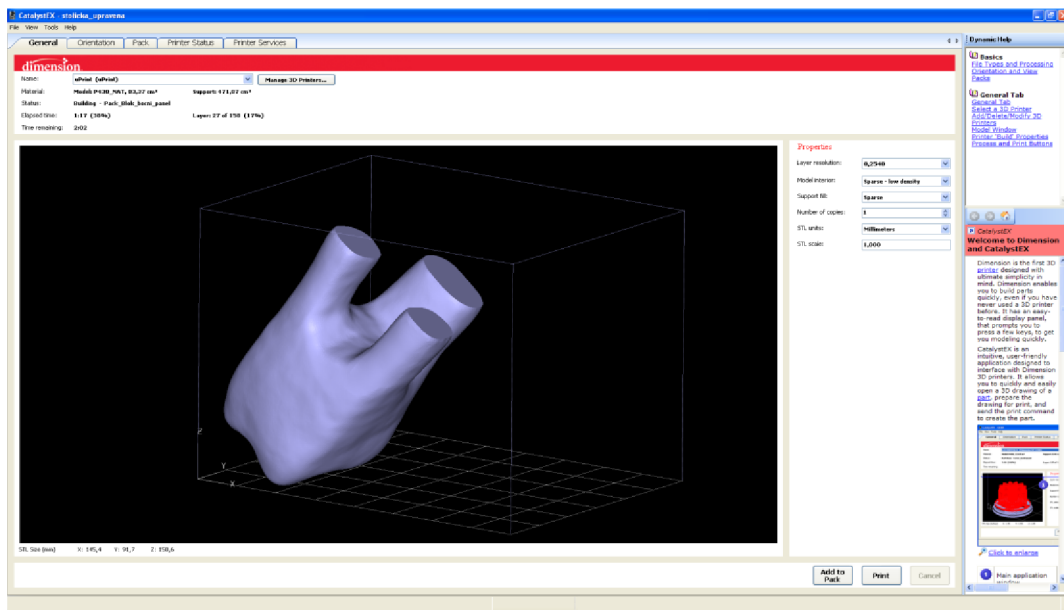 CatalystEX - stolicka_upravena
File View Tools Help
General Orientation Pack Printer Status Printer Services
dimension
Name: uPrint (uPrint) Manage 3D Printers...
Material: Model: P430_NAT, 83,27 cm³ Support: 471,07 cm³
Status: Building - Pack_Blok_bocni_panel
Elapsed time: 1:17 (38%) Layer: 27 of 158 (17%)
Time remaining: 2:02
Properties
Layer resolution: 0,2540
Model interior: Sparse - low density
Support fill: Sparse
Number of copies: 1
STL units: Millimeters
STL scale: 1,000
Z
Y
X
STL Size (mm) X: 145,4 Y: 91,7 Z: 158,6
Add to Pack Print Cancel
Dynamic Help
Basics
File Types and Processing
Orientation and View
Packs
General Tab
General Tab
Select a 3D Printer
Add/Delete/Modify 3D
Printers
Model Window
Printer 'Build' Properties
Process and Print Buttons
CatalystEX
Welcome to Dimension
and CatalystEX
Dimension is the first 3D
printer designed with
ultimate simplicity in
mind. Dimension enables
you to build parts
quickly, even if you have
never used a 3D printer
before. It has an easy-
to-read display panel,
that prompts you to
press a few keys, to get
you modeling quickly.
CatalystEX is an
intuitive, user-friendly
application designed to
interface with Dimension
3D printers. It allows
you to quickly and easily
open a 3D drawing of a
part, prepare the
drawing for print, and
send the print command
to create the part.
Click to enlarge
1 Main application
window